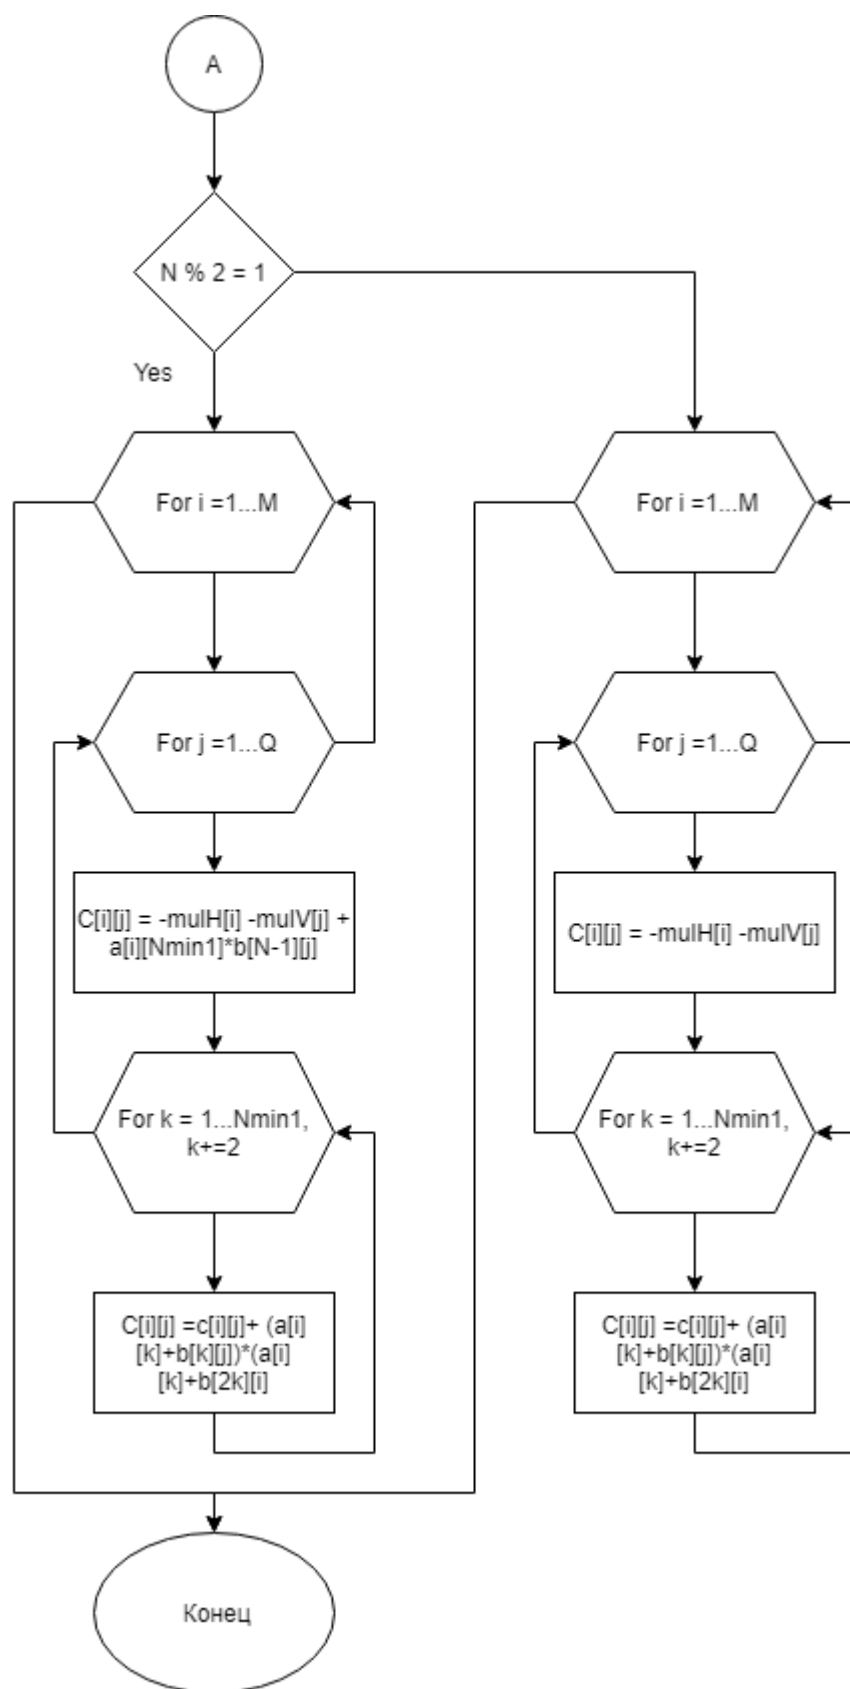 A
N % 2 = 1
Yes
For i =1...M
For j =1...Q
C[i][j] = -mulH[i] -mulV[j] +
a[i][Nmin1]*b[N-1][j]
For k = 1...Nmin1,
k+=2
C[i][j] =c[i][j]+ (a[i]
[k]+b[k][j])*(a[i]
[k]+b[2k][i]
For i =1...M
For j =1...Q
C[i][j] = -mulH[i] -mulV[j]
For k = 1...Nmin1,
k+=2
C[i][j] =c[i][j]+ (a[i]
[k]+b[k][j])*(a[i]
[k]+b[2k][i]
Конец